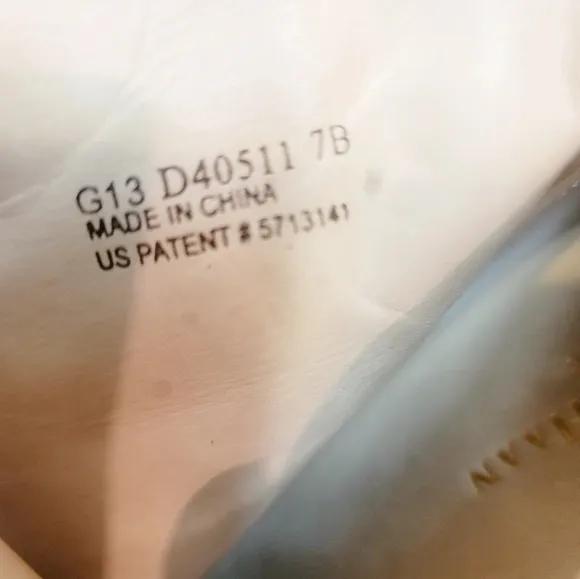 G13 D40511 7B
MADE IN CHINA
US PATENT # 5713141